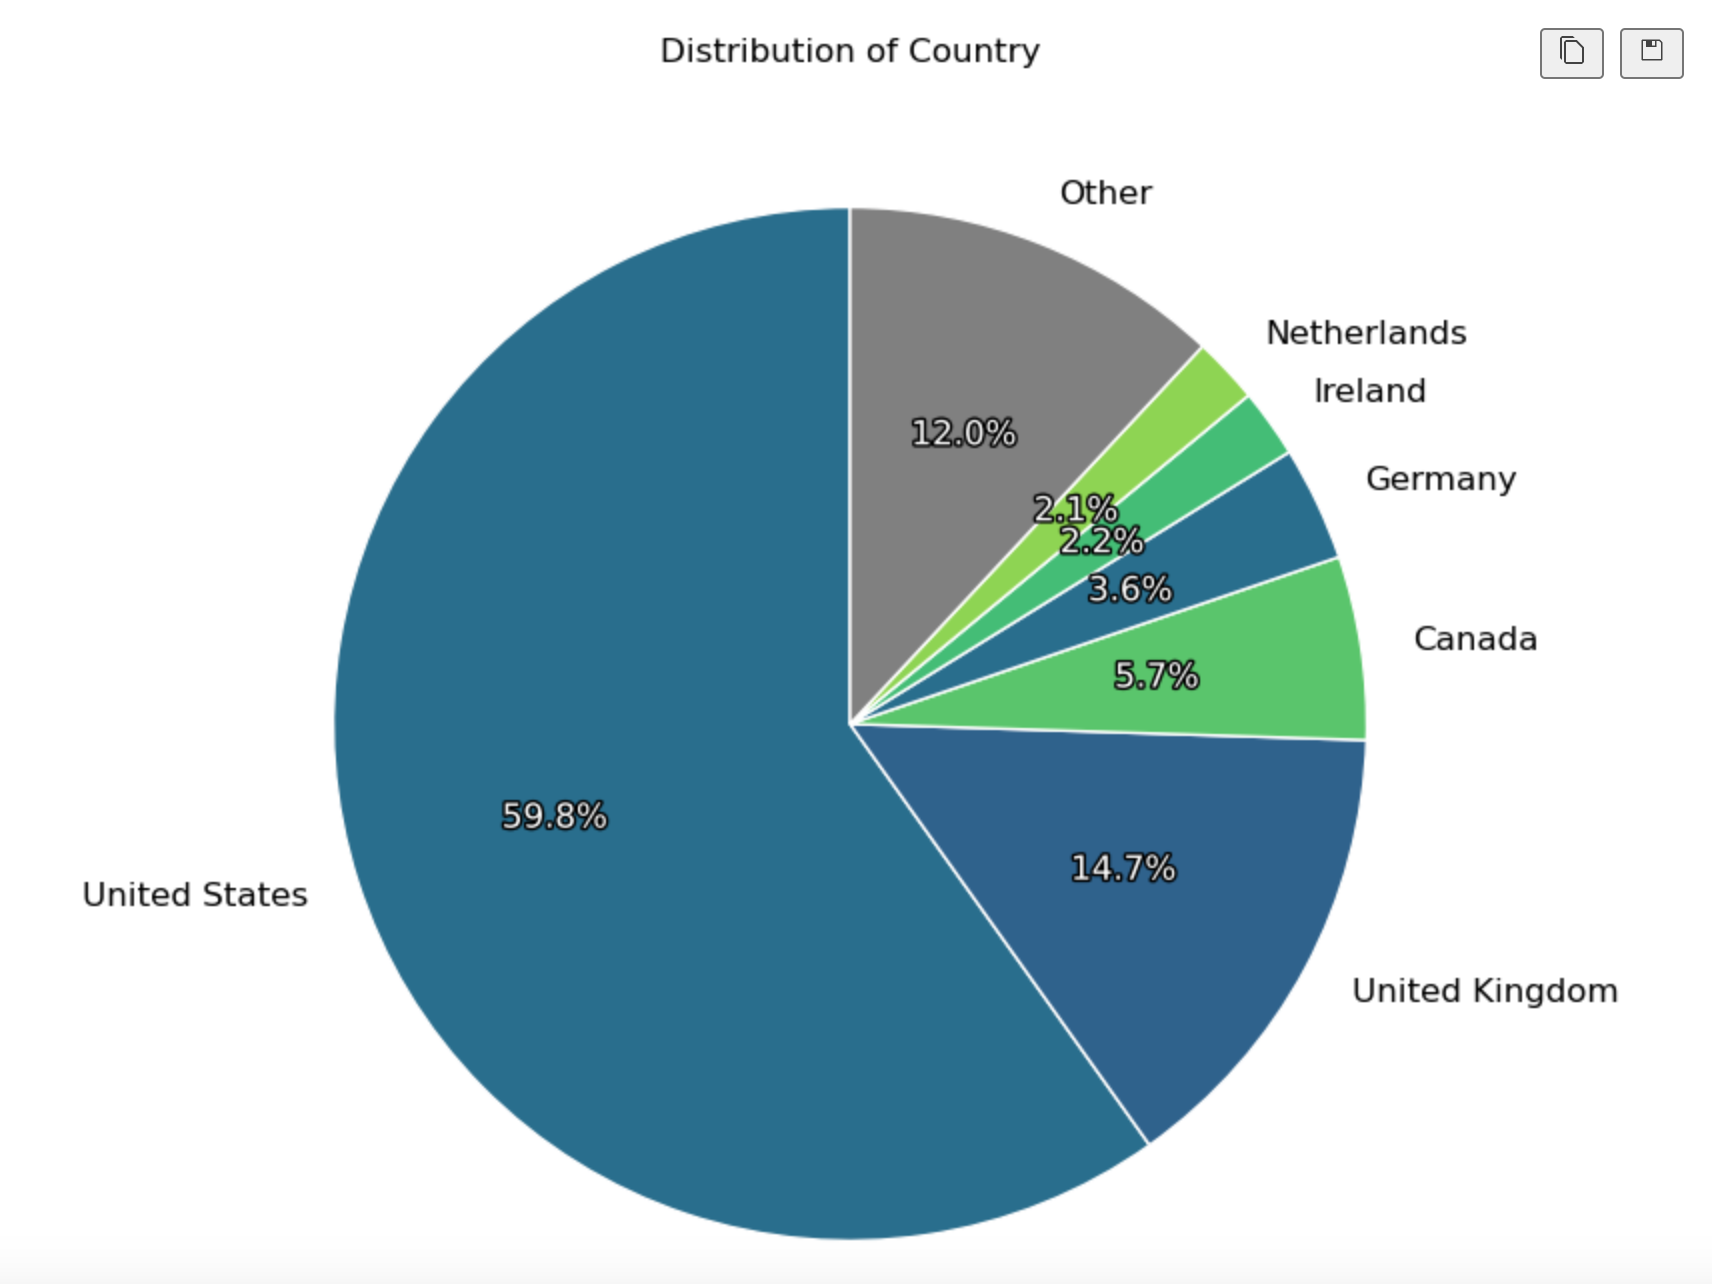 Distribution of Country
Other
Netherlands
Ireland
Germany
Canada
United Kingdom
United States
12.0%
2.1%
2.2%
3.6%
5.7%
14.7%
59.8%